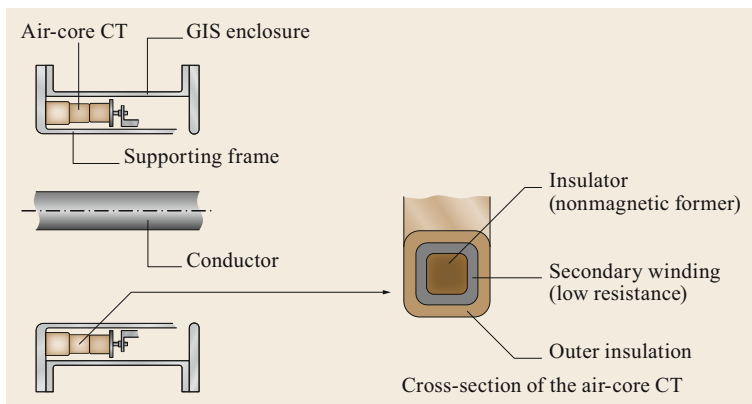 Air-core CT
GIS enclosure
Supporting frame
Conductor
Insulator
(nonmagnetic former)
Secondary winding
(low resistance)
Outer insulation
Cross-section of the air-core CT